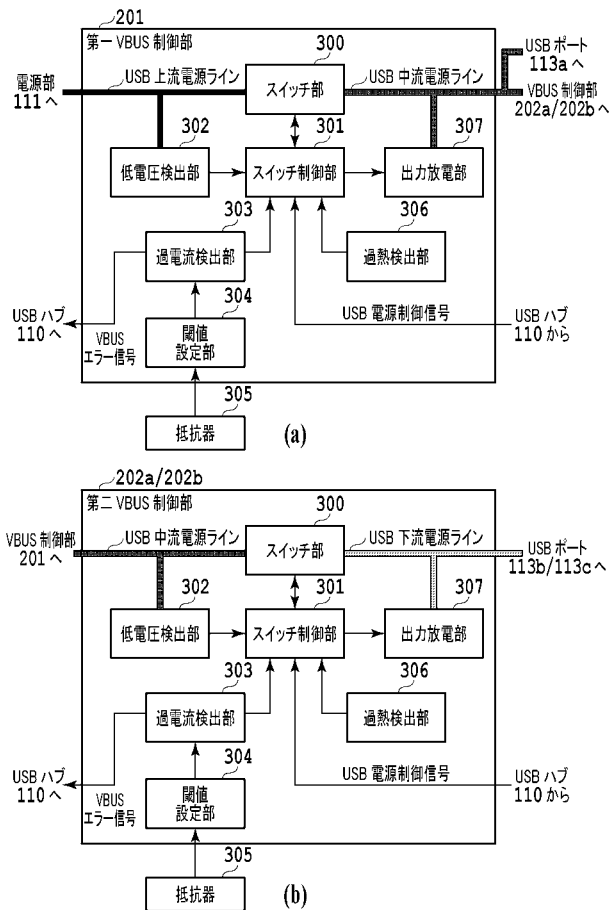 201
第一 VBUS 制御部
300
USB ポート
113a へ
電源部
111 へ
USB 上流電源ライン
スイッチ部
USB 中流電源ライン
VBUS 制御部
202a/202b へ
302
301
307
低電圧検出部
スイッチ制御部
出力放電部
303
306
過電流検出部
過熱検出部
304
USB ハブ
110 へ
VBUS
エラー信号
閾値
設定部
USB 電源制御信号
USB ハブ
110 から
305
抵抗器
(a)
202a/202b
第二 VBUS 制御部
300
VBUS 制御部
201 へ
USB 中流電源ライン
スイッチ部
USB 下流電源ライン
USB ポート
113b/113c へ
302
301
307
低電圧検出部
スイッチ制御部
出力放電部
303
306
過電流検出部
過熱検出部
304
USB ハブ
110 へ
VBUS
エラー信号
閾値
設定部
USB 電源制御信号
USB ハブ
110 から
305
抵抗器
(b)